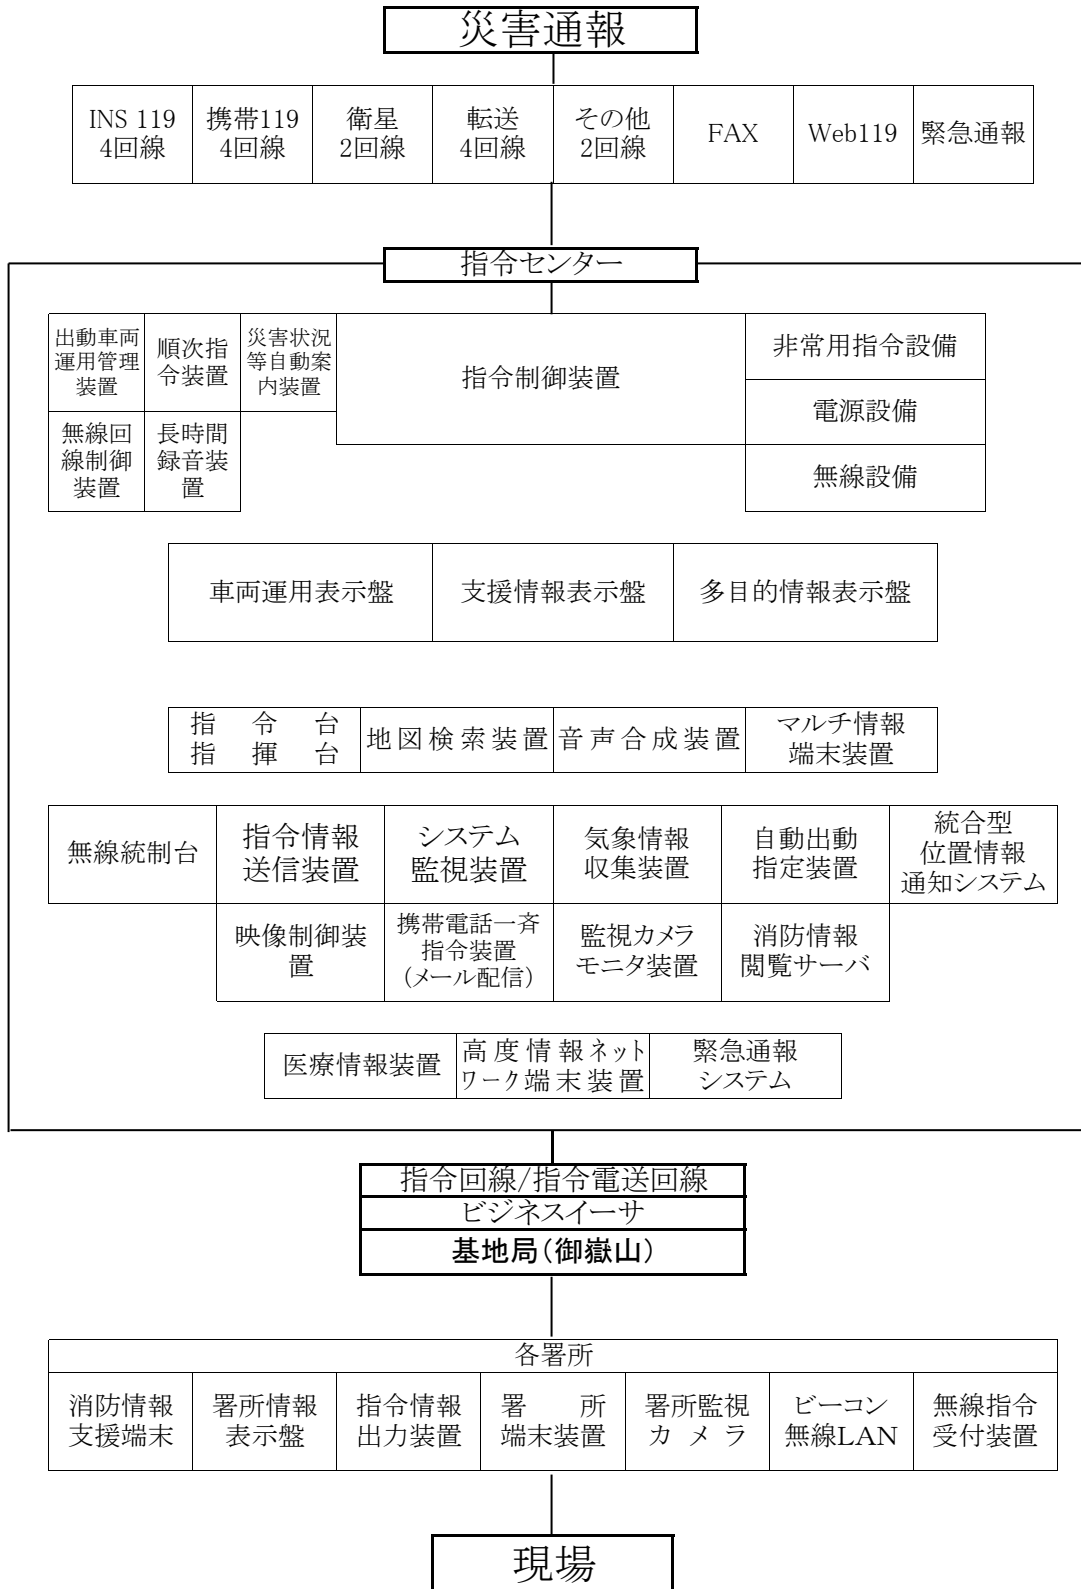 災害通報
INS 119
4回線
携帯119
4回線
衛星
2回線
転送
4回線
その他
2回線
FAX
Web119
緊急通報
指令センター
出動車両
運用管理
装置
順次指
令装置
災害状況
等自動案
内装置
指令制御装置
非常用指令設備
電源設備
無線回
線制御
装置
長時間
録音装
置
無線設備
車両運用表示盤
支援情報表示盤
多目的情報表示盤
指令台
指揮台
地図検索装置
音声合成装置
マルチ情報
端末装置
無線統制台
指令情報
送信装置
システム
監視装置
気象情報
収集装置
自動出動
指定装置
統合型
位置情報
通知システム
映像制御装
置
携帯電話一斉
指令装置
(メール配信)
監視カメラ
モニタ装置
消防情報
閲覧サーバ
医療情報装置
高度情報ネット
ワーク端末装置
緊急通報
システム
指令回線/指令電送回線
ビジネスイーサ
基地局(御嶽山)
各署所
消防情報
支援端末
署所情報
表示盤
指令情報
出力装置
署所
端末装置
署所監視
カメラ
ビーコン
無線LAN
無線指令
受付装置
現場